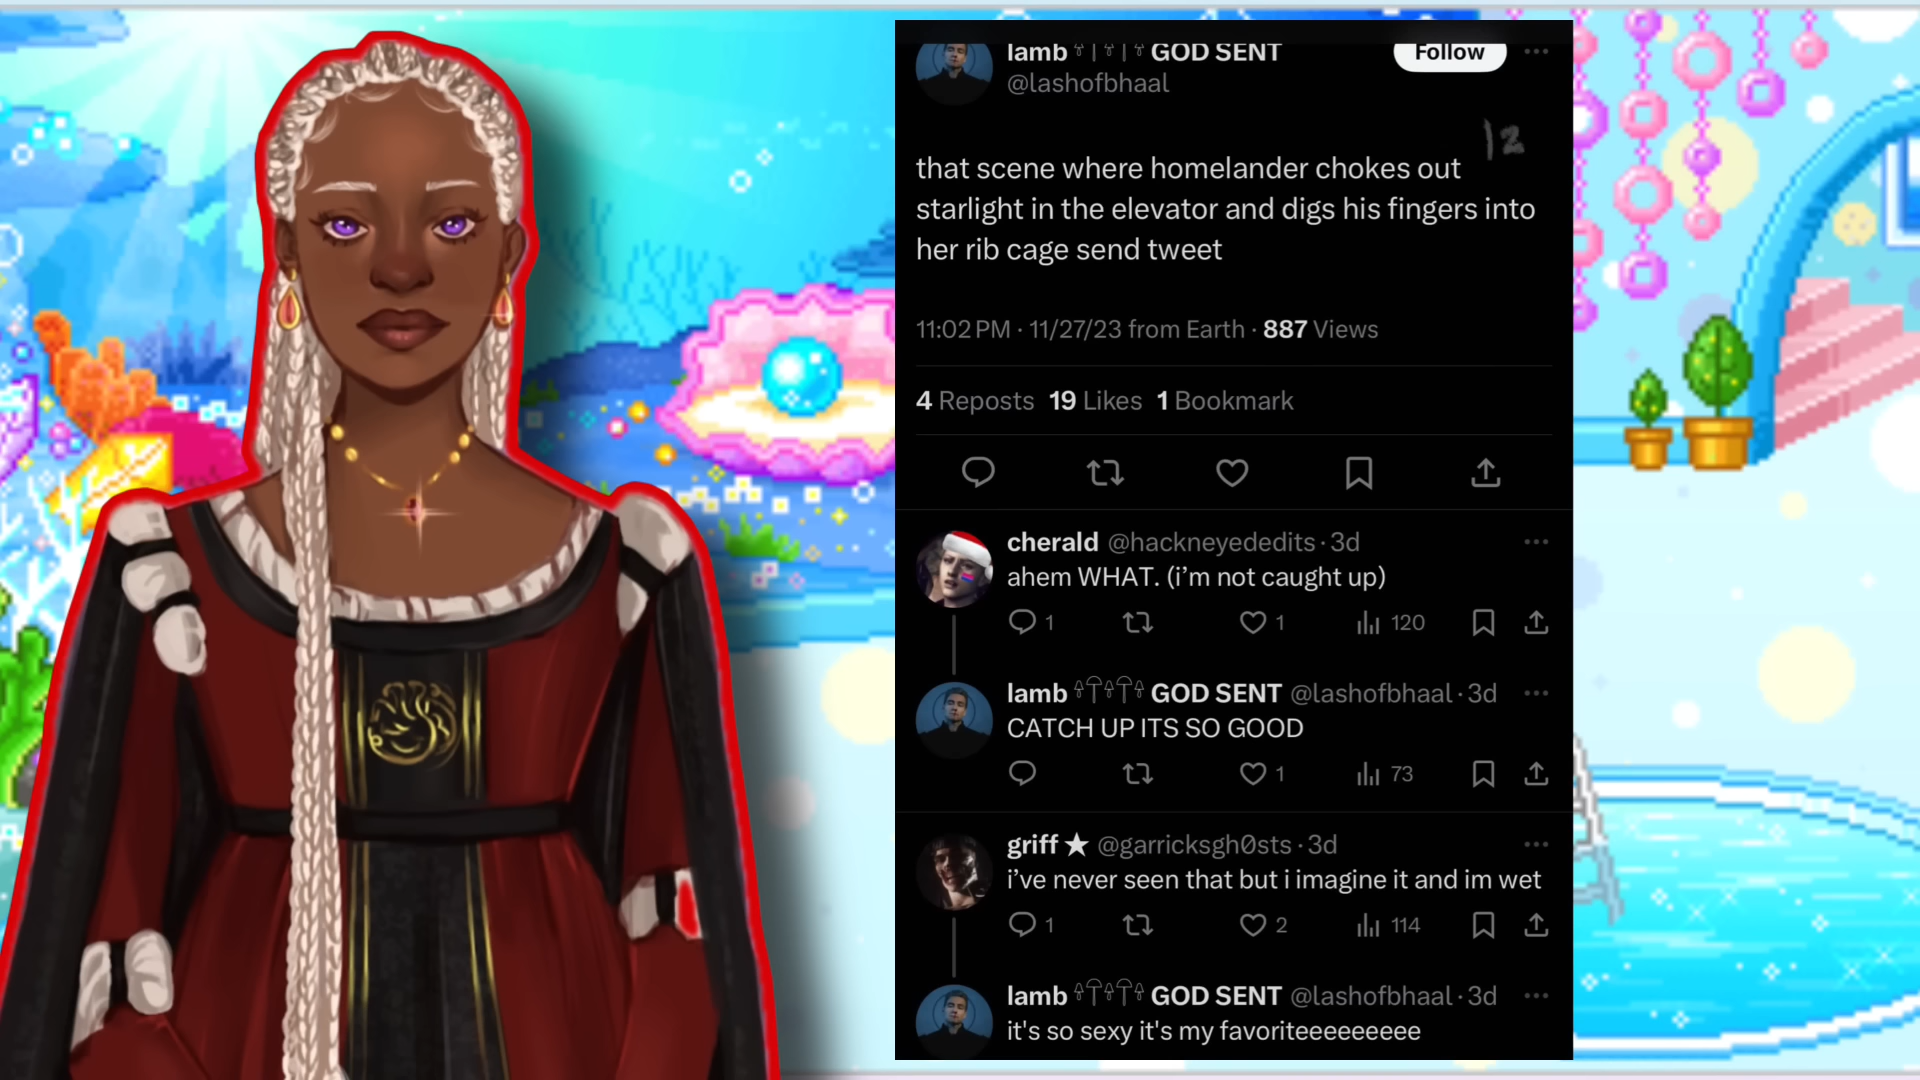 lamb GOD SENT
Follow
@lashofbhaal
12
that scene where homelander chokes out
starlight in the elevator and digs his fingers into
her rib cage send tweet
11:02 PM · 11/27/23 from Earth · 887 Views
4 Reposts 19 Likes 1 Bookmark
cherald @hackneyededits · 3d
ahem WHAT. (i’m not caught up)
1 1 120
lamb GOD SENT @lashofbhaal · 3d
CATCH UP ITS SO GOOD
1 73
griff ★ @garricksgh0sts · 3d
i’ve never seen that but i imagine it and im wet
1 2 114
lamb GOD SENT @lashofbhaal · 3d
it's so sexy it's my favoriteeeeeeeee